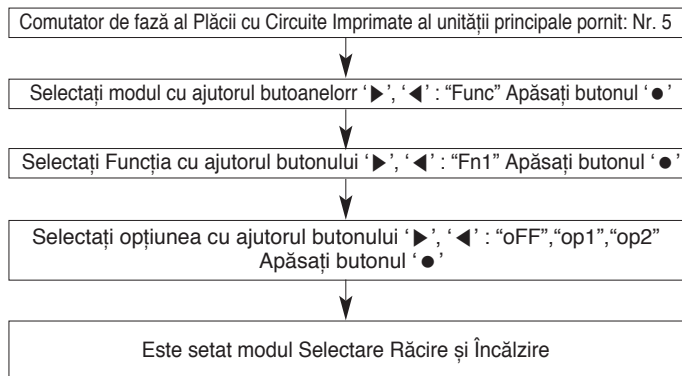 Comutator de fază al Plăcii cu Circuite Imprimate al unității principale pornit: Nr. 5
Selectați modul cu ajutorul butoanelorr ‘▶’, ‘◀’ : “Func” Apăsați butonul ‘●’
Selectați Funcția cu ajutorul butonului ‘▶’, ‘◀’ : “Fn1” Apăsați butonul ‘●’
Selectați opțiunea cu ajutorul butonului ‘▶’, ‘◀’ : “oFF”,“op1”,“op2”
Apăsați butonul ‘●’
Este setat modul Selectare Răcire și Încălzire